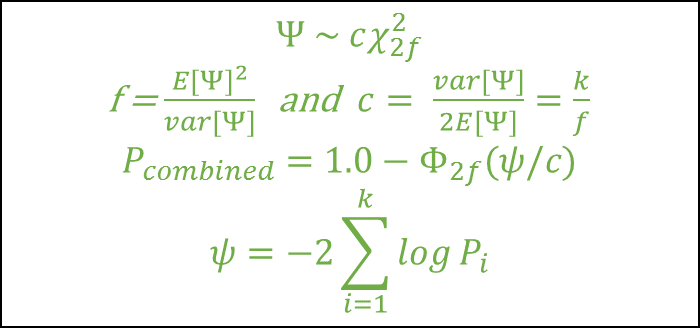 Ψ ~ cχ²₂f
f = E[Ψ]²/var[Ψ] and c = var[Ψ]/2E[Ψ] = k/f
P_combined = 1.0 − Φ₂f(ψ/c)
ψ = −2 ∑_{i=1}^{k} log P_i